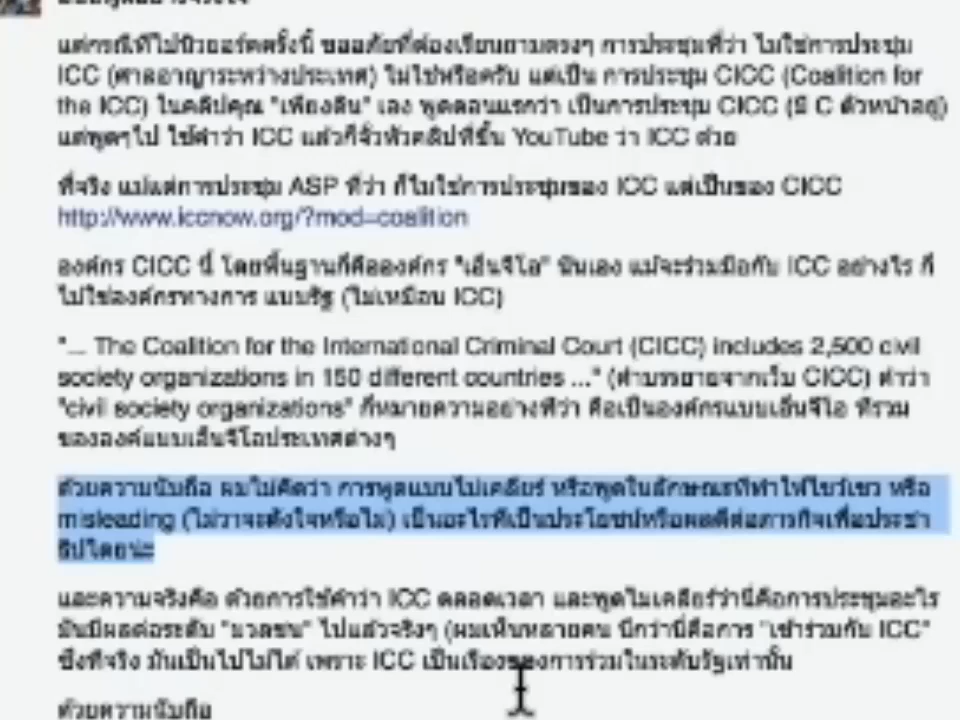 แต่กรณีที่ไปนิวยอร์คครั้งนี้ ขออภัยที่ต้องเรียนถามตรงๆ การประชุมที่ว่า ไม่ใช่การประชุม
ICC (ศาลอาญาระหว่างประเทศ) ไม่ใช่หรือครับ แต่เป็น การประชุม CICC (Coalition for
the ICC) ในคลิปคุณ "เพียงดิน" เอง พูดตอนแรกว่า เป็นการประชุม CICC (มี C ตัวหน้าอยู่)
แต่พูดๆไป ใช้คำว่า ICC แล้วก็จั่วหัวคลิปที่ขึ้น YouTube ว่า ICC ด้วย
ที่จริง แม้แต่การประชุม ASP ที่ว่า ก็ไม่ใช่การประชุมของ ICC แต่เป็นของ CICC
http://www.iccnow.org/?mod=coalition
องค์กร CICC นี้ โดยพื้นฐานก็คือองค์กร "เอ็นจีโอ" นั่นเอง แม้จะร่วมมือกับ ICC อย่างไร ก็
ไม่ใช่องค์กรทางการ แบบรัฐ (ไม่เหมือน ICC)
"... The Coalition for the International Criminal Court (CICC) includes 2,500 civil
society organizations in 150 different countries ..." (คำบรรยายจากเว็บ CICC) คำว่า
"civil society organizations" ก็หมายความอย่างที่ว่า คือเป็นองค์กรแบบเอ็นจีโอ ที่รวม
ขององค์แบบเอ็นจีโอประเทศต่างๆ
ด้วยความนับถือ ผมไม่คิดว่า การพูดแบบไม่เคลียร์ หรือพูดในลักษณะที่ทำให้ไขว้เขว หรือ
misleading (ไม่ว่าจะตั้งใจหรือไม่) เป็นอะไรที่เป็นประโยชน์หรือผลดีต่อภารกิจเพื่อประชา
ธิปไตยน่ะ
และความจริงคือ ด้วยการใช้คำว่า ICC ตลอดเวลา และพูดไม่เคลียร์ว่านี่คือการประชุมอะไร
มันมีผลต่อระดับ "มวลชน" ไปแล้วจริงๆ (ผมเห็นหลายคน นึกว่านี่คือการ "เข้าร่วมกับ ICC"
ซึ่งที่จริง มันเป็นไปไม่ได้ เพราะ ICC เป็นเรื่องของการร่วมในระดับรัฐเท่านั้น
ด้วยความนับถือ